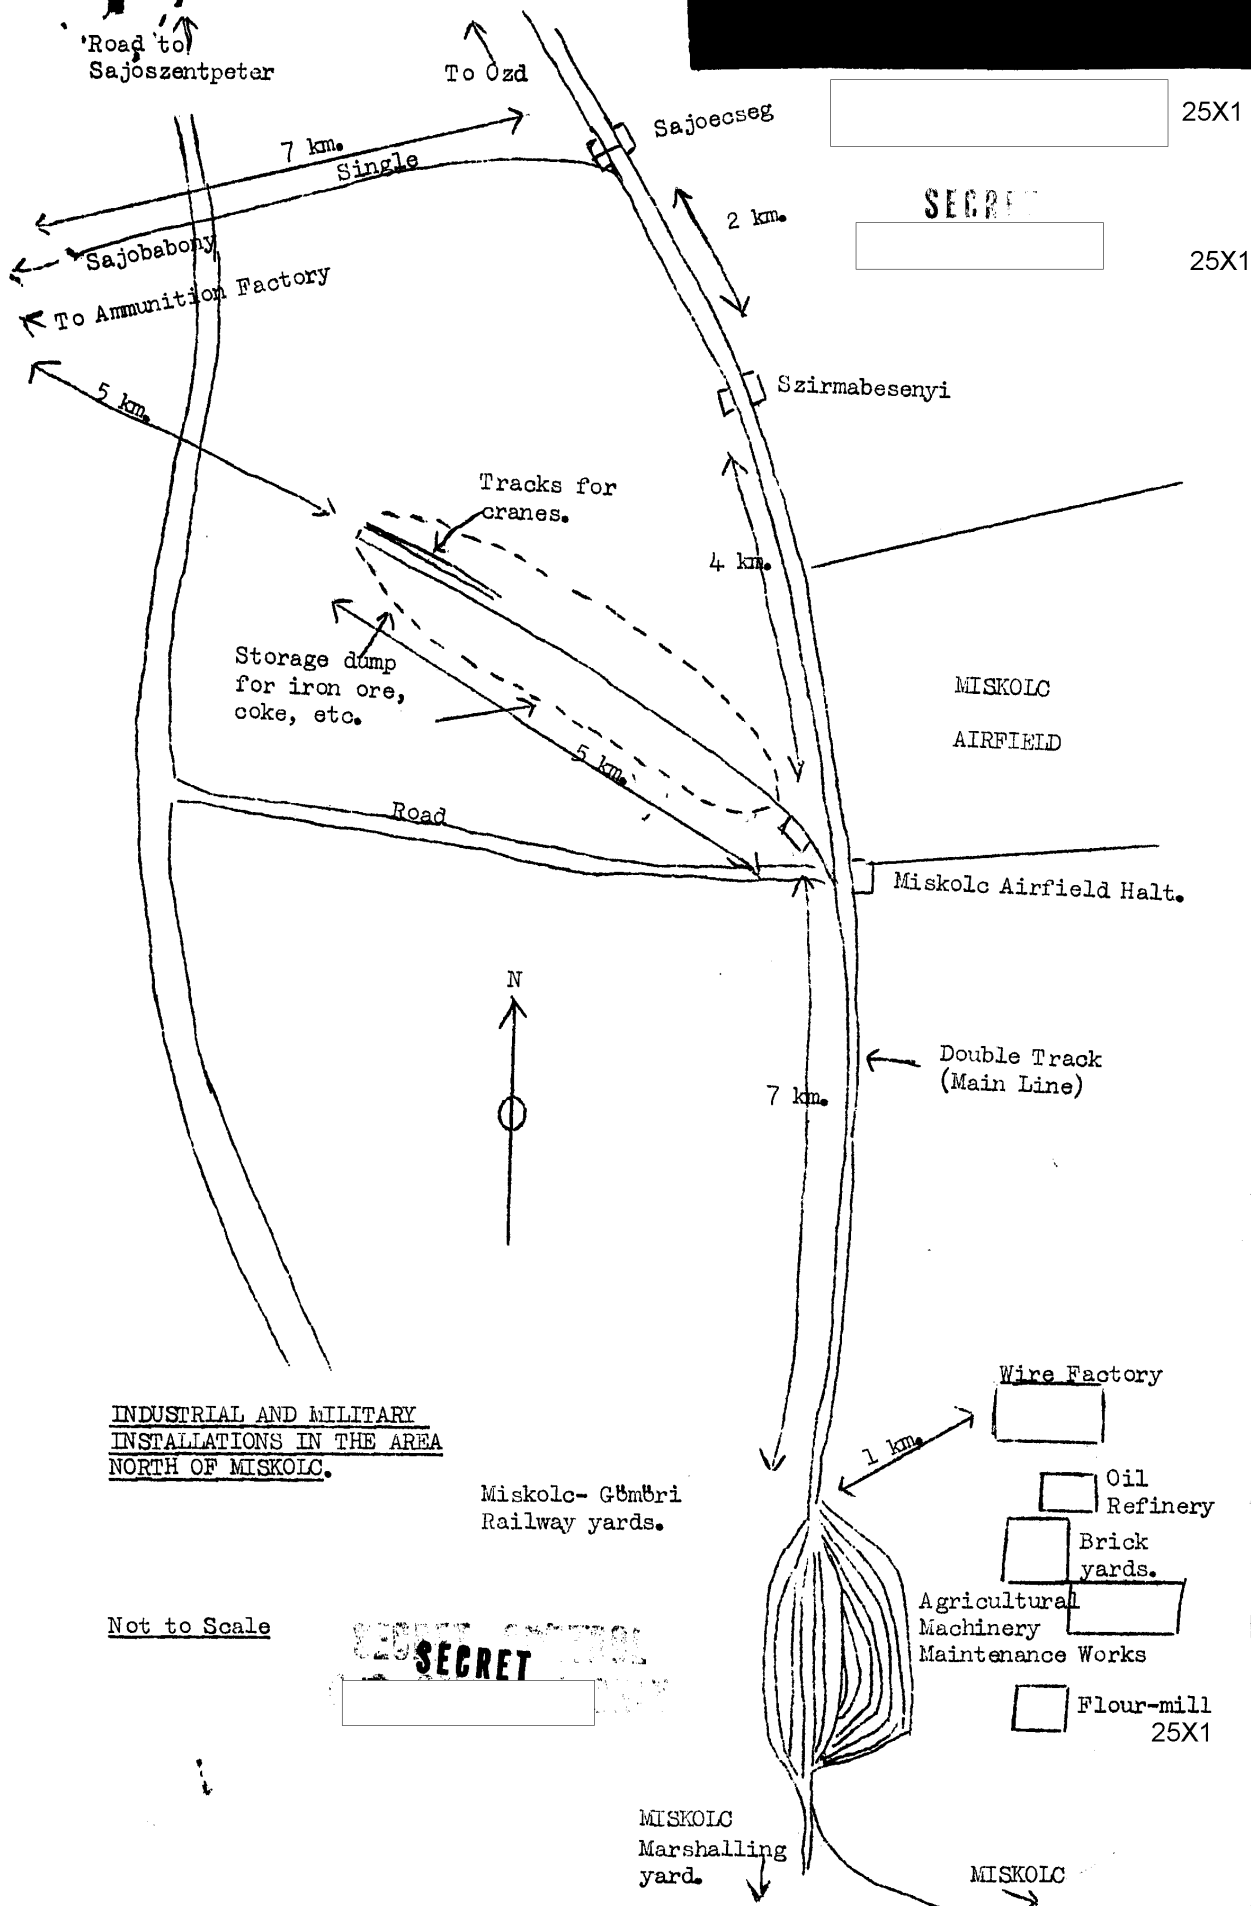 'Road to
Sajoszentpeter
To Ozd
Sajoecseg
25X1
7 km.
Single
SECRET
2 km.
Sajobabony
25X1
To Ammunition Factory
5 km.
Szirmabesenyi
Tracks for
cranes.
4 km.
Storage dump
for iron ore,
coke, etc.
MISKOLC
AIRFIELD
5 km.
Road
Miskolc Airfield Halt.
N
Double Track
(Main Line)
7 km.
Wire Factory
INDUSTRIAL AND MILITARY
INSTALLATIONS IN THE AREA
NORTH OF MISKOLC.
1 km.
Miskolc- Gömöri
Railway yards.
Oil
Refinery
Brick
yards.
Agricultural
Machinery
Maintenance Works
Not to Scale
SECRET CONTROL
SECRET
Flour-mill
25X1
MISKOLC
Marshalling
yard.
MISKOLC